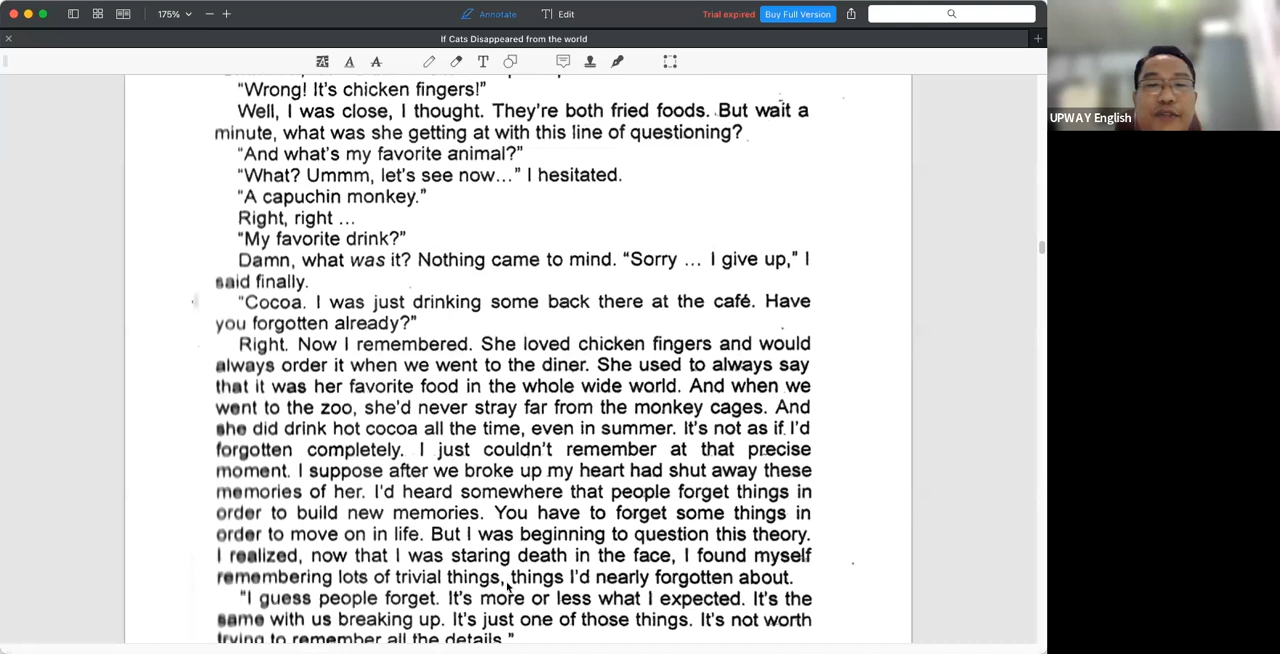 175%
Annotate
Edit
Trial expired
Buy Full Version
If Cats Disappeared from the world
"Wrong! It's chicken fingers!"
Well, I was close, I thought. They're both fried foods. But wait a
minute, what was she getting at with this line of questioning?
"And what's my favorite animal?"
"What? Ummm, let's see now…" I hesitated.
"A capuchin monkey."
Right, right …
"My favorite drink?"
Damn, what was it? Nothing came to mind. "Sorry … I give up," I
said finally.
"Cocoa. I was just drinking some back there at the café. Have
you forgotten already?"
Right. Now I remembered. She loved chicken fingers and would
always order it when we went to the diner. She used to always say
that it was her favorite food in the whole wide world. And when we
went to the zoo, she'd never stray far from the monkey cages. And
she did drink hot cocoa all the time, even in summer. It's not as if I'd
forgotten completely. I just couldn't remember at that precise
moment. I suppose after we broke up my heart had shut away these
memories of her. I'd heard somewhere that people forget things in
order to build new memories. You have to forget some things in
order to move on in life. But I was beginning to question this theory.
I realized, now that I was staring death in the face, I found myself
remembering lots of trivial things, things I'd nearly forgotten about.
"I guess people forget. It's more or less what I expected. It's the
same with us breaking up. It's just one of those things. It's not worth
trying to remember all the details."
UPWAY English